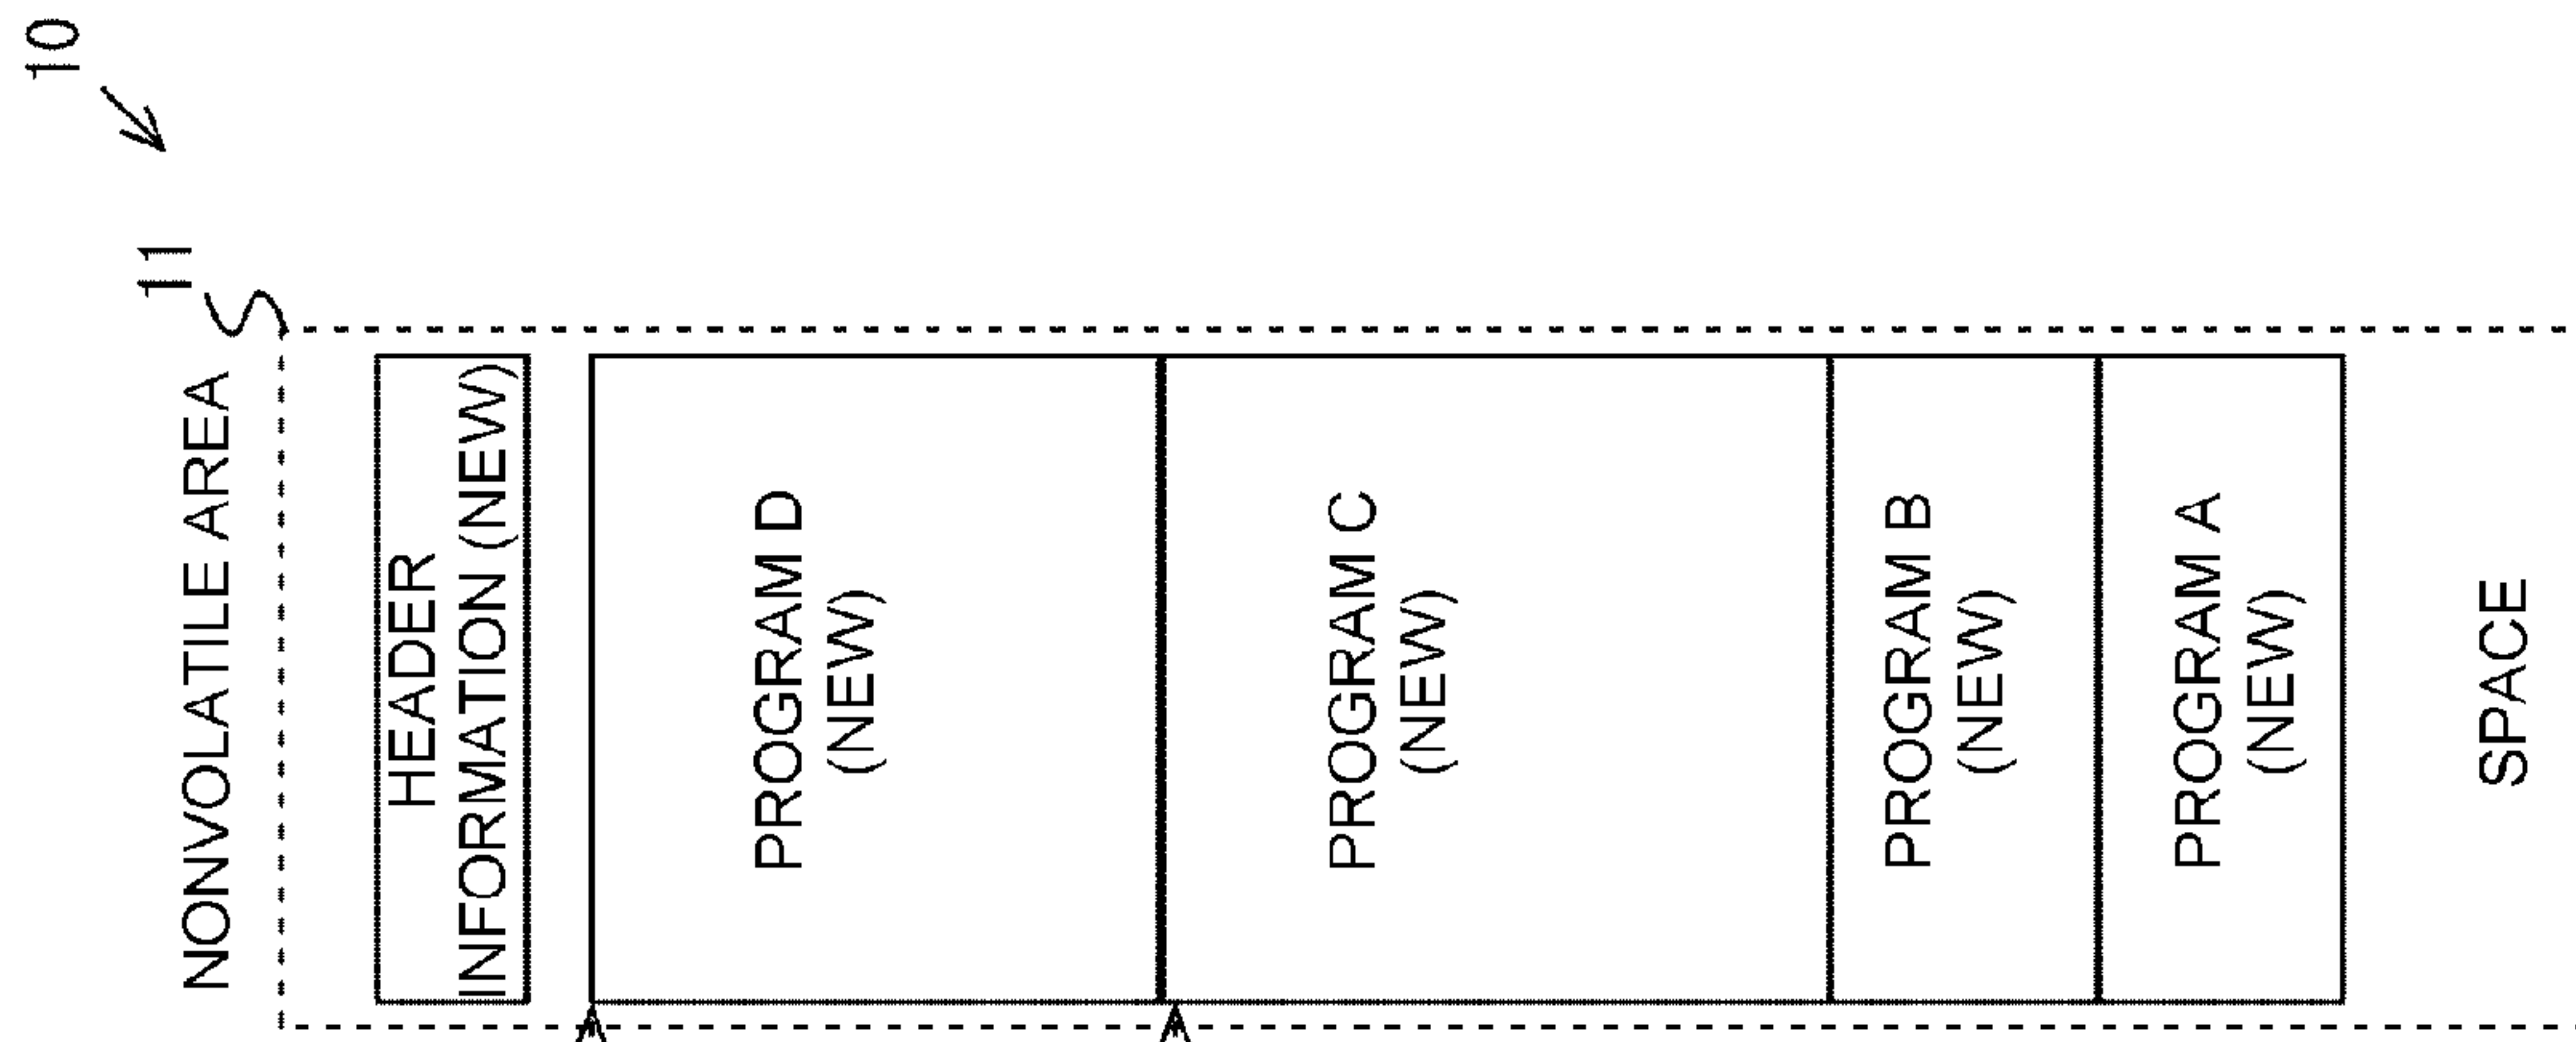 10
11
NONVOLATILE AREA
HEADER
INFORMATION (NEW)
PROGRAM D
(NEW)
PROGRAM C
(NEW)
PROGRAM B
(NEW)
PROGRAM A
(NEW)
SPACE